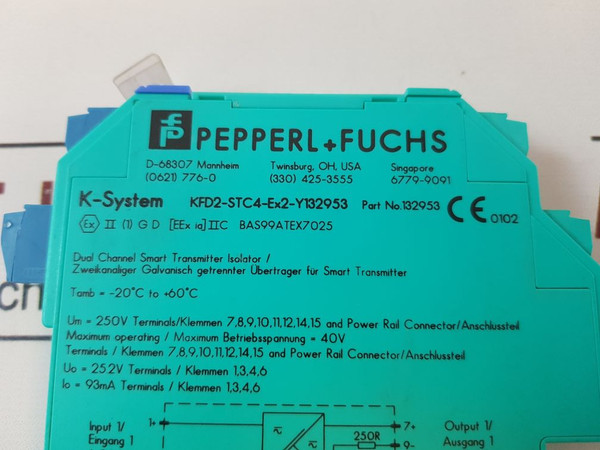 PEPPERL+FUCHS
D-68307 Mannheim Twinsburg, OH, USA Singapore
(0621) 776-0 (330) 425-3555 6779-9091
K-System KFD2-STC4-Ex2-Y132953 Part No.132953 CE 0102
Ex II (1) G D [EEx ia] IIC BAS99ATEX7025
Dual Channel Smart Transmitter Isolator /
Zweikanaliger Galvanisch getrennter Übertrager für Smart Transmitter
Tamb = -20°C to +60°C
Um = 250V Terminals/Klemmen 7,8,9,10,11,12,14,15 and Power Rail Connector/Anschlussteil
Maximum operating / Maximum Betriebsspannung = 40V
Terminals / Klemmen 7,8,9,10,11,12,14,15 and Power Rail Connector/Anschlussteil
Uo = 25.2V Terminals / Klemmen 1,3,4,6
Io = 93mA Terminals / Klemmen 1,3,4,6
Input 1/ 1+ 7+ Output 1/
Eingang 1 250R 9- Ausgang 1